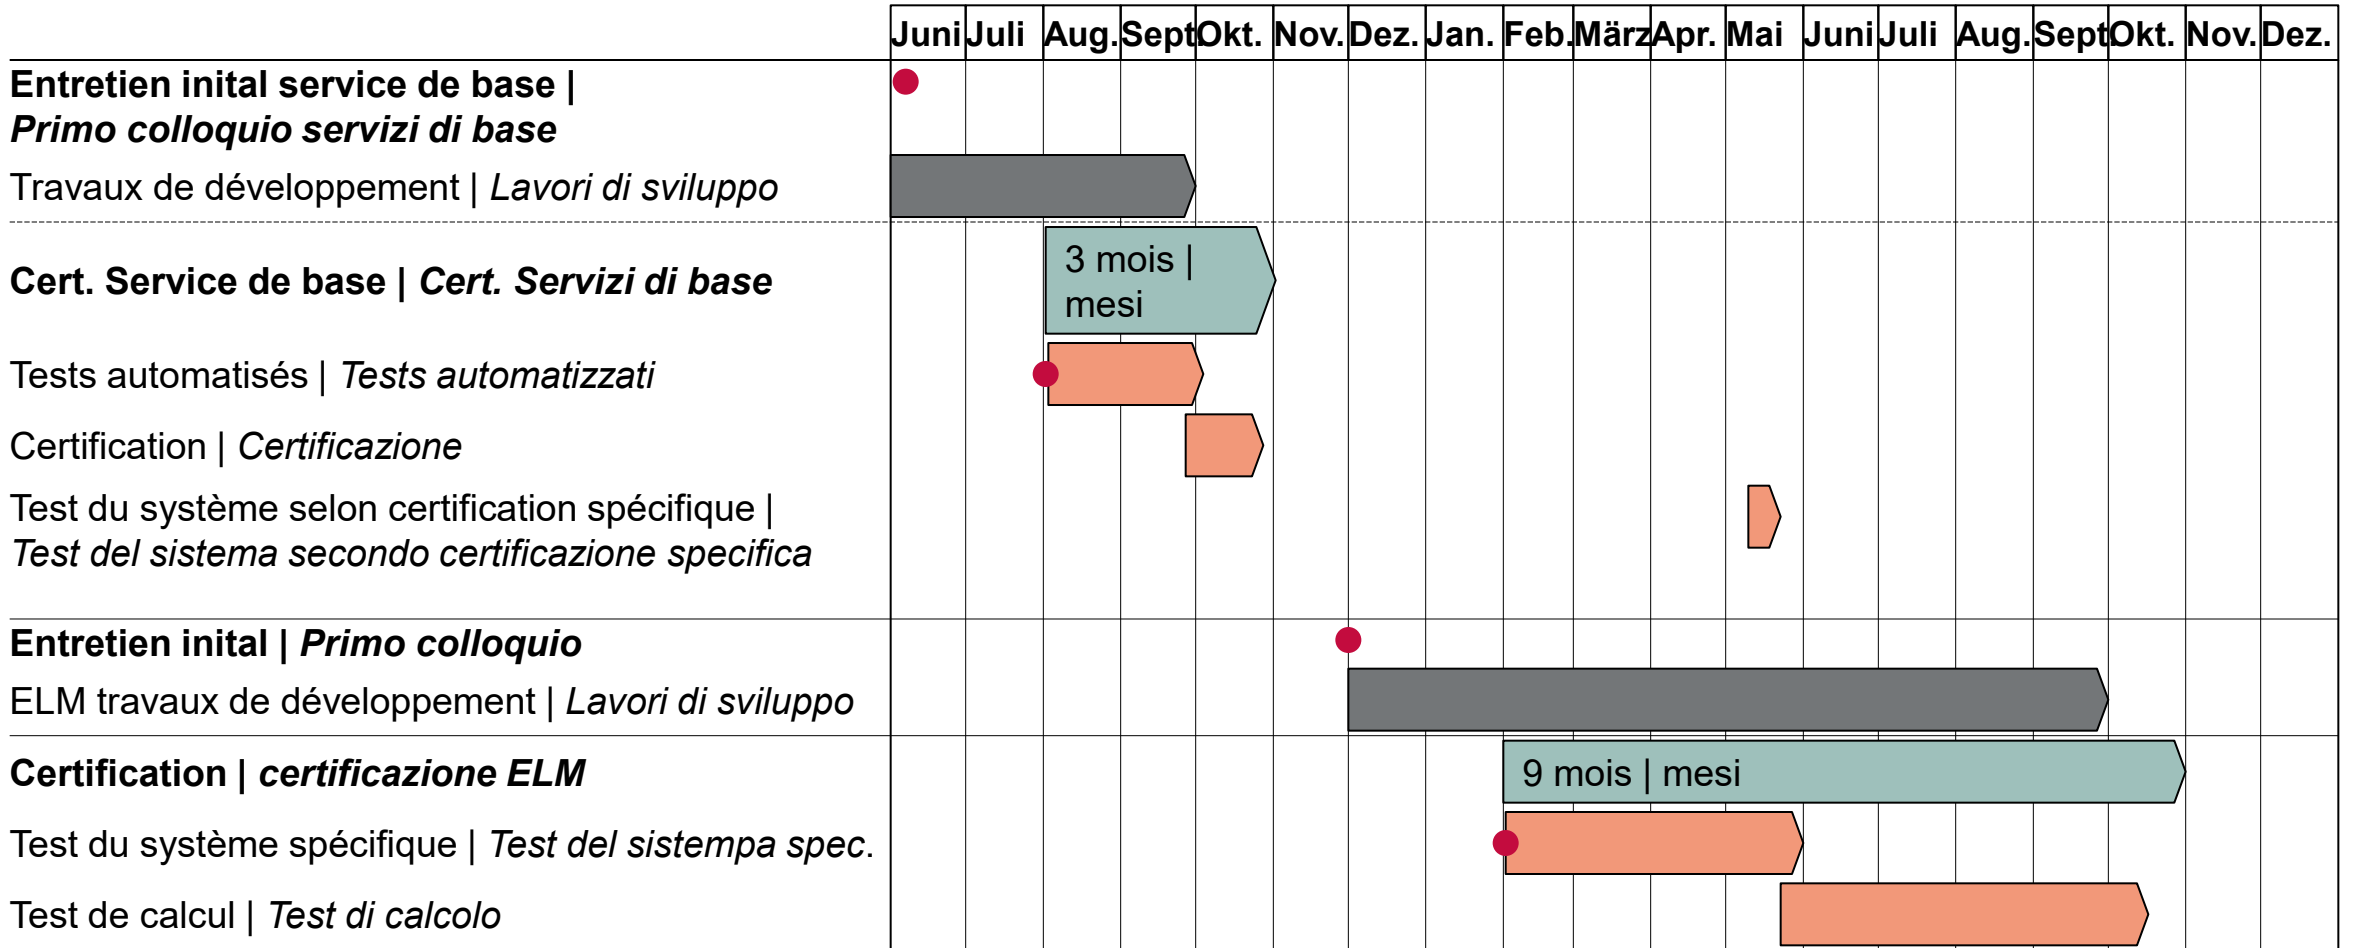 Juni Juli Aug. Sept. Okt. Nov. Dez. Jan. Feb. März Apr. Mai Juni Juli Aug. Sept. Okt. Nov. Dez.
Entretien inital service de base |
Primo colloquio servizi di base
Travaux de développement | Lavori di sviluppo
3 mois |
mesi
Cert. Service de base | Cert. Servizi di base
Tests automatisés | Tests automatizzati
Certification | Certificazione
Test du système selon certification spécifique |
Test del sistema secondo certificazione specifica
Entretien inital | Primo colloquio
ELM travaux de développement | Lavori di sviluppo
Certification | certificazione ELM
9 mois | mesi
Test du système spécifique | Test del sistempa spec.
Test de calcul | Test di calcolo